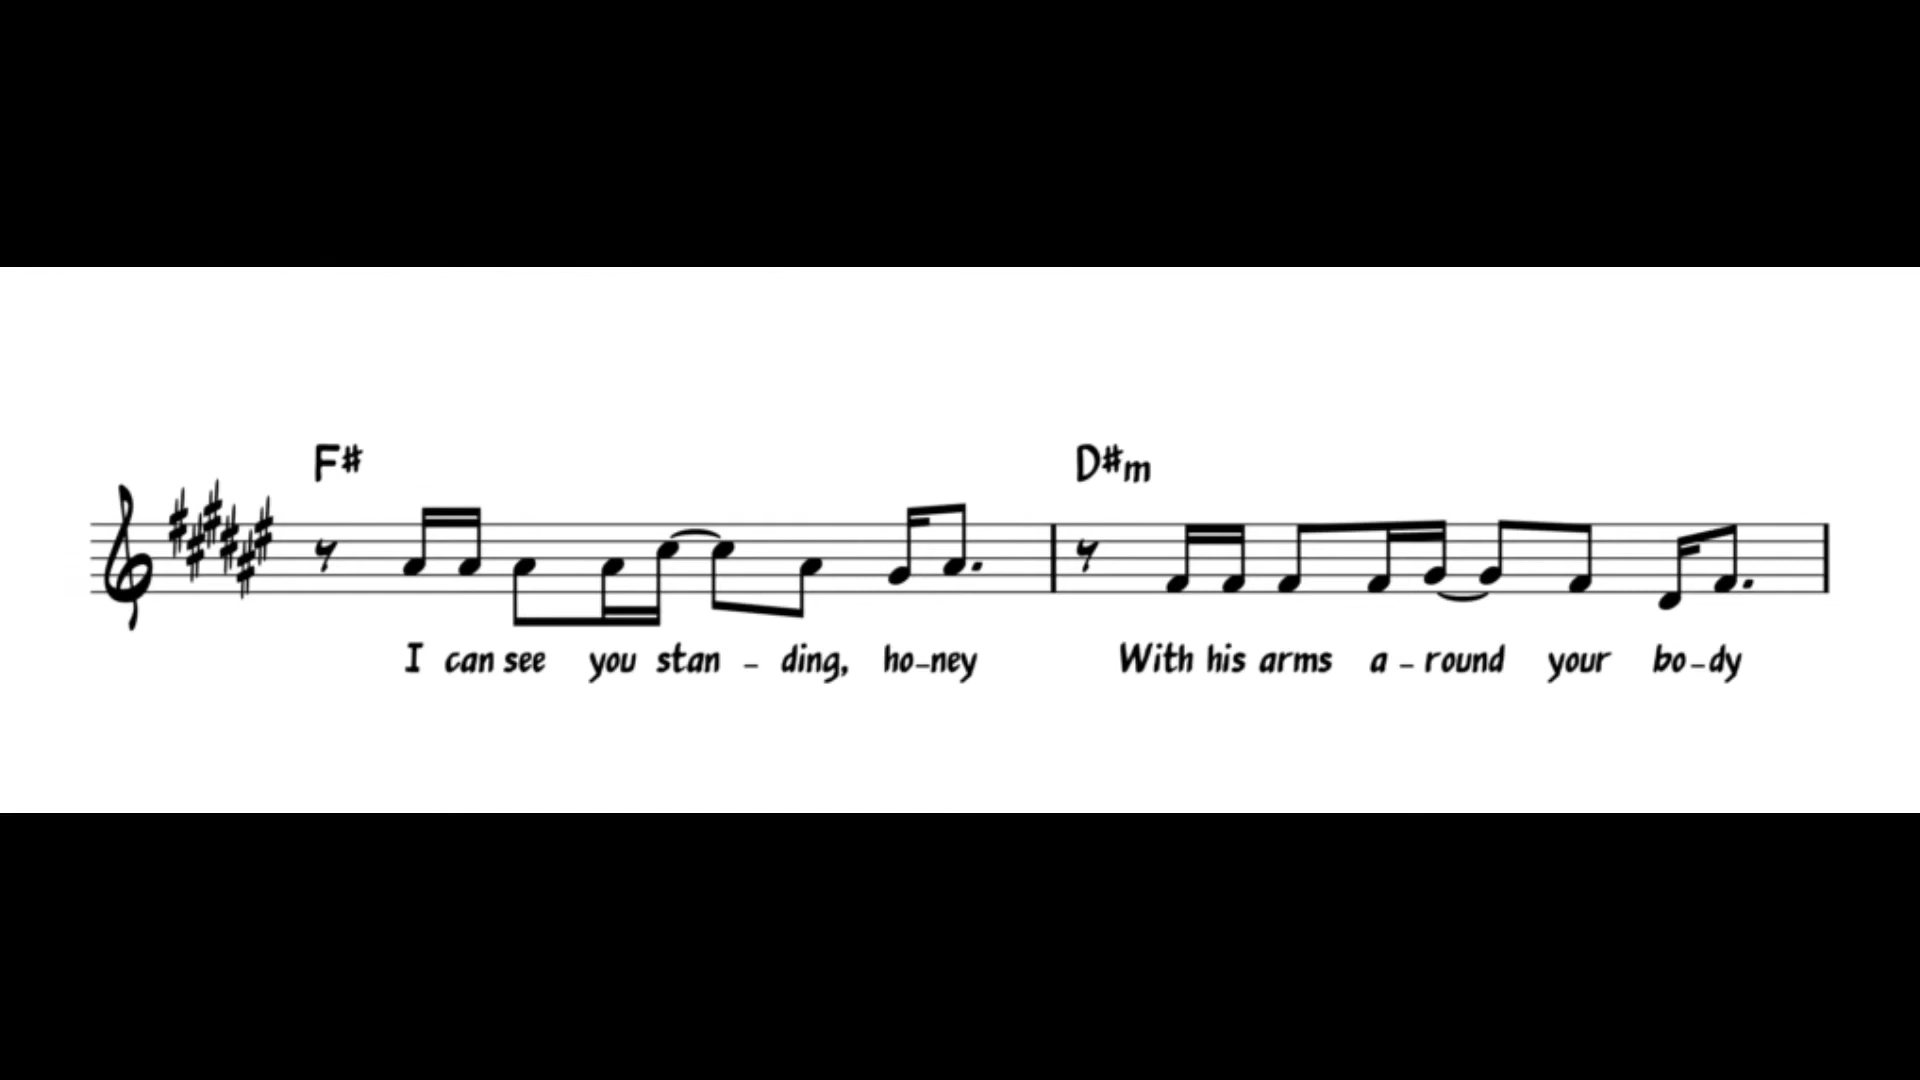 F# D#m
I can see you stan - ding, ho-ney With his arms a - round your bo-dy